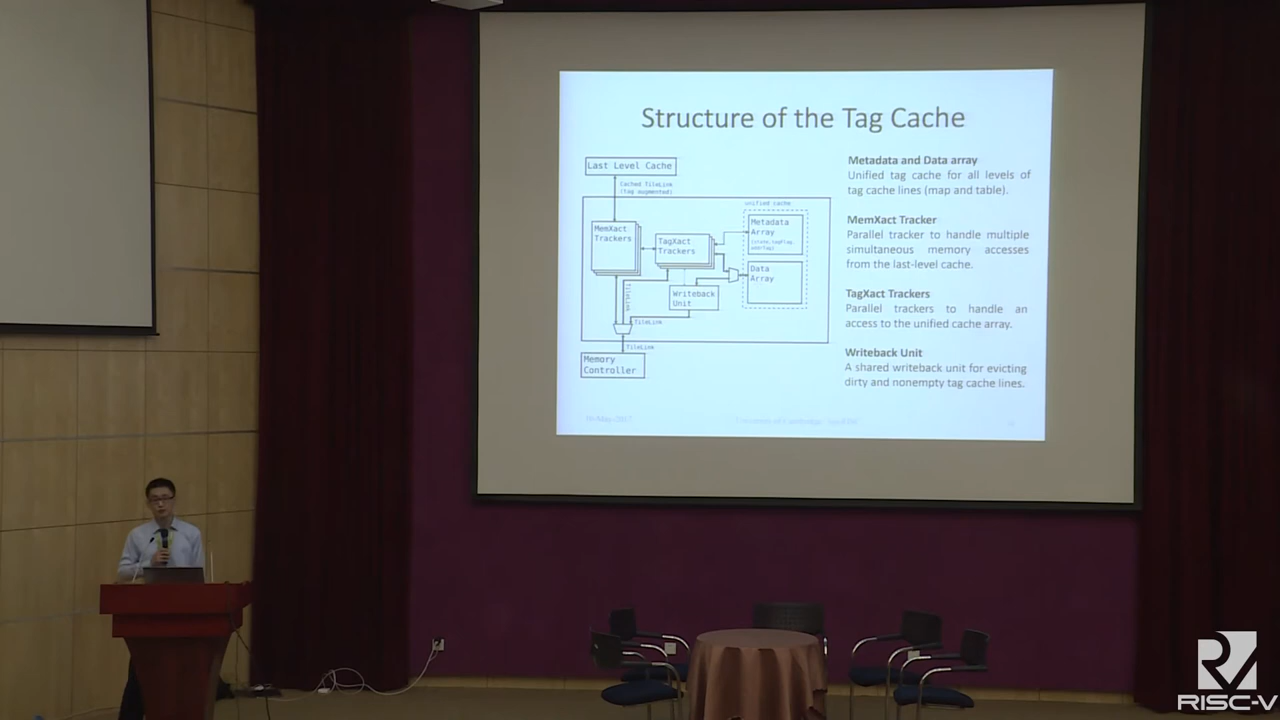 Structure of the Tag Cache
Last Level Cache
Cached TileLink
(tag augmented)
unified cache
MemXact
Trackers
TagXact
Trackers
Metadata
Array
Data
Array
Writeback
Unit
TileLink
TileLink
TileLink
Memory
Controller
Metadata and Data array
Unified tag cache for all levels of
tag cache lines (map and table).
MemXact Tracker
Parallel tracker to handle multiple
simultaneous memory accesses
from the last-level cache.
TagXact Trackers
Parallel trackers to handle an
access to the unified cache array.
Writeback Unit
A shared writeback unit for evicting
dirty and nonempty tag cache lines.
RISC-V